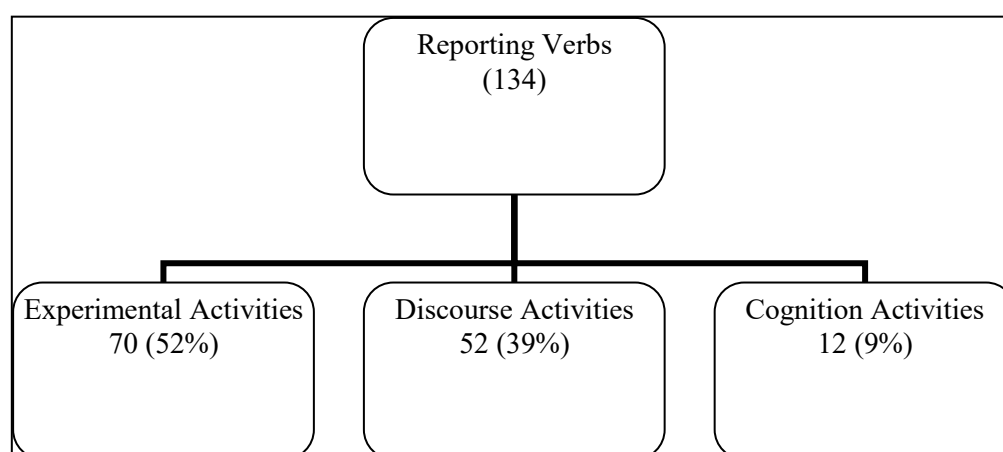 Reporting Verbs
(134)
Experimental Activities
70 (52%)
Discourse Activities
52 (39%)
Cognition Activities
12 (9%)